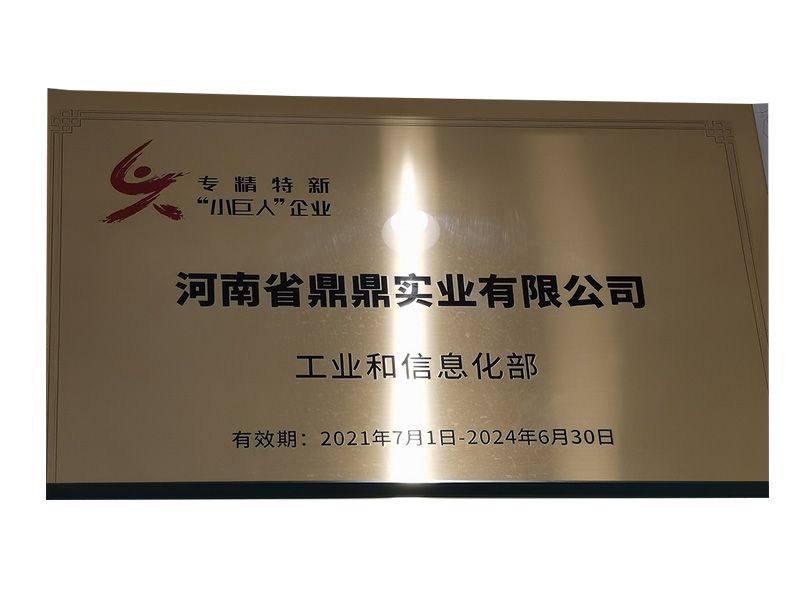 专精特新
“小巨人”企业
河南省鼎鼎实业有限公司
工业和信息化部
有效期：2021年7月1日-2024年6月30日